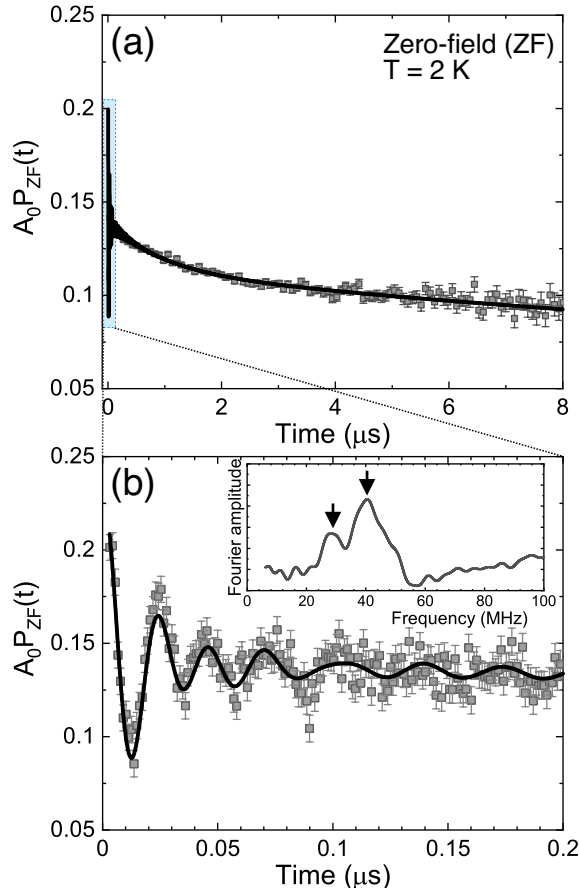 (a)
Zero-field (ZF)
T = 2 K
0.25
0.2
0.15
0.1
0.05
A₀P_ZF(t)
0 2 4 6 8
Time (μs)
(b)
0.25
0.2
0.15
0.1
0.05
A₀P_ZF(t)
Fourier amplitude
0 20 40 60 80 100
Frequency (MHz)
0 0.05 0.1 0.15 0.2
Time (μs)